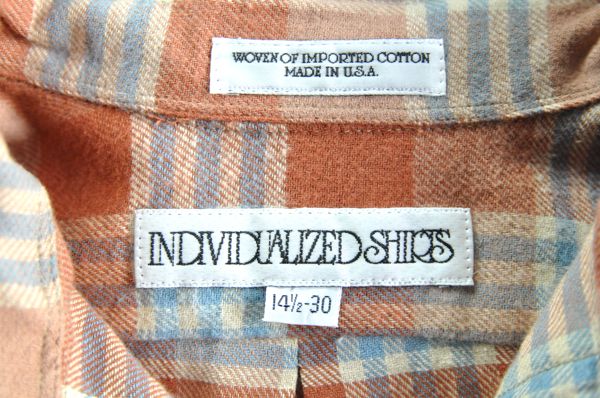 WOVEN OF IMPORTED COTTON
MADE IN U.S.A.
INDIVIDUALIZED SHIRTS
14½-30